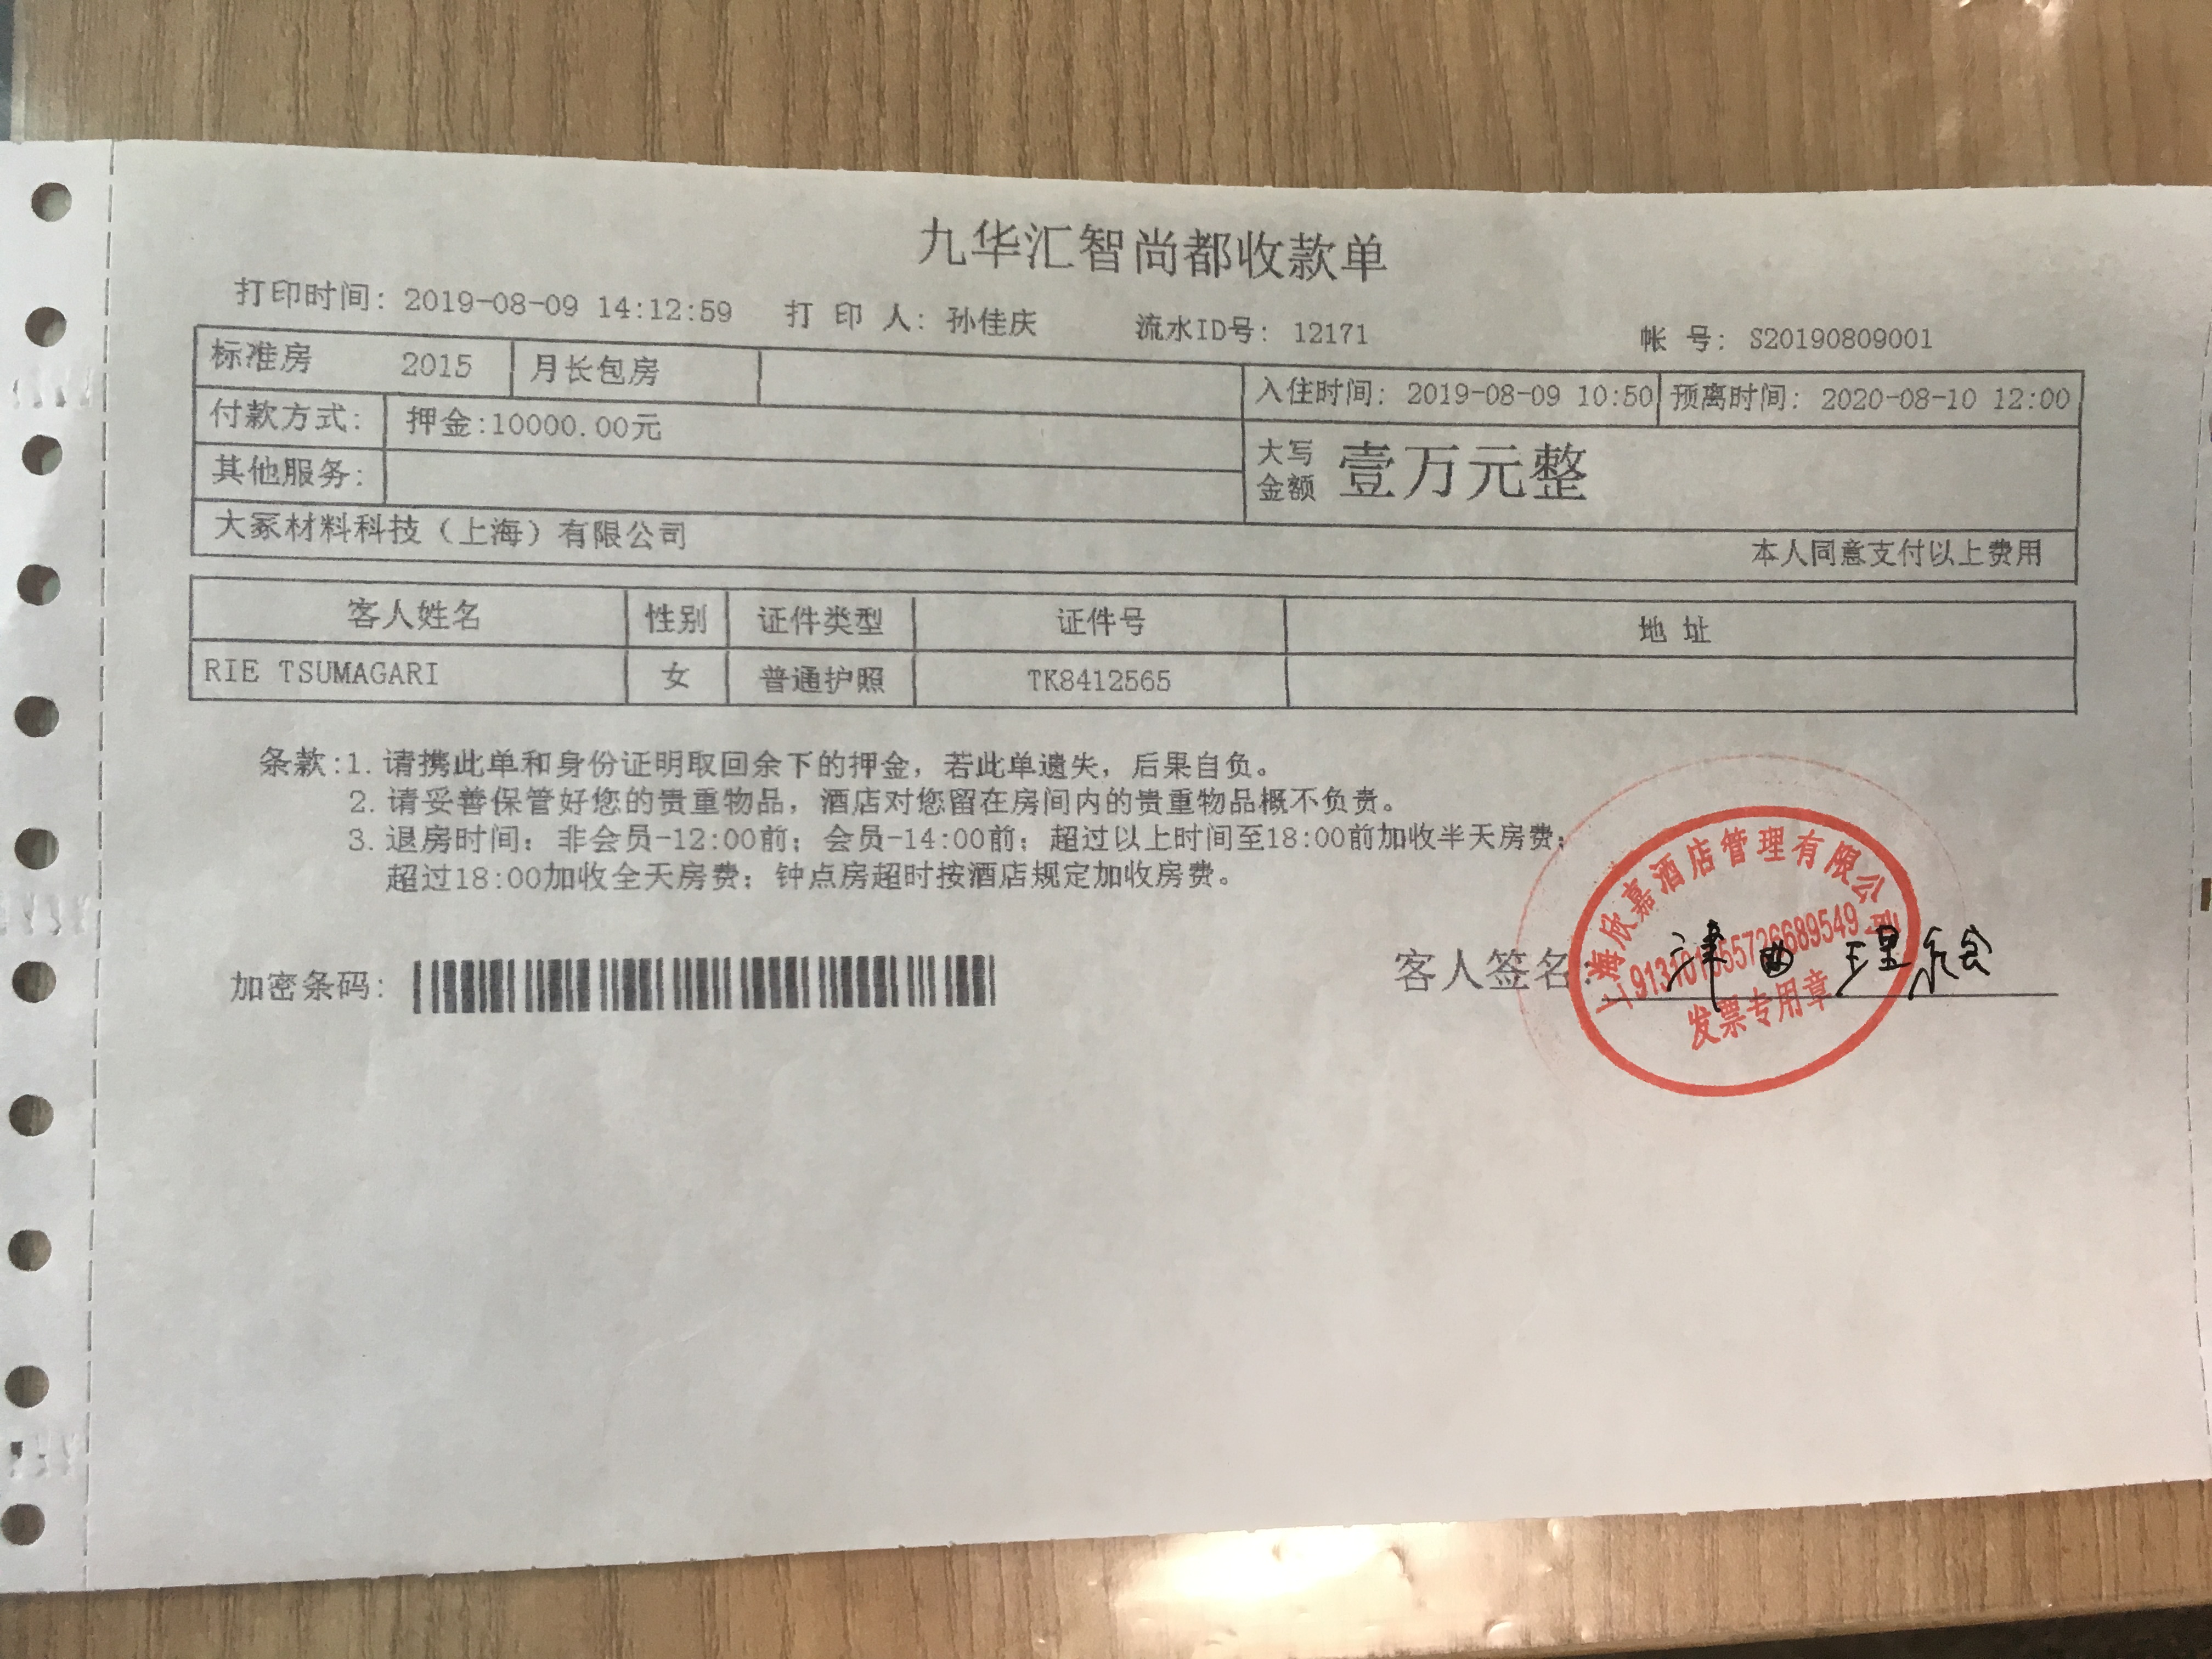 九华汇智尚都收款单
打印时间: 2019-08-09 14:12:59 打 印 人: 孙佳庆 流水ID号: 12171 帐 号: S20190809001
标准房 2015 月长包房 入住时间: 2019-08-09 10:50 预离时间: 2020-08-10 12:00
付款方式: 押金:10000.00元 大写金额 壹万元整
其他服务:
大冢材料科技（上海）有限公司 本人同意支付以上费用
客人姓名 性别 证件类型 证件号 地 址
RIE TSUMAGARI 女 普通护照 TK8412565
条款:1. 请携此单和身份证明取回余下的押金，若此单遗失，后果自负。
2. 请妥善保管好您的贵重物品，酒店对您留在房间内的贵重物品概不负责。
3. 退房时间: 非会员-12:00前; 会员-14:00前; 超过以上时间至18:00前加收半天房费;
超过18:00加收全天房费; 钟点房超时按酒店规定加收房费。
加密条码: 客人签名:
上海欣嘉酒店管理有限公司
发票专用章